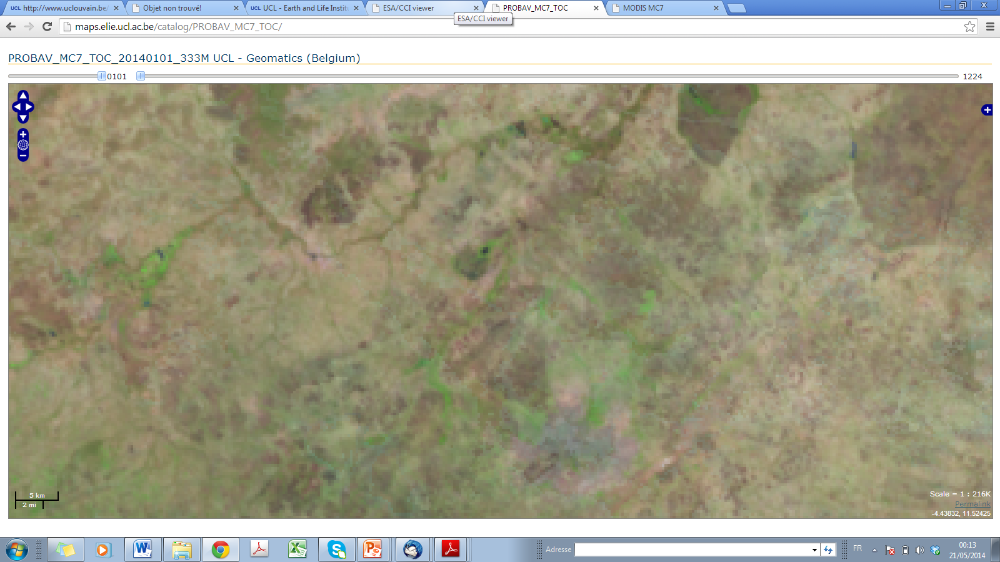 UCL http://www.uclouvain.be/
Objet non trouvé!
UCL UCL - Earth and Life Instit
ESA/CCI viewer
PROBAV_MC7_TOC
MODIS MC7
ESA/CCI viewer
maps.elie.ucl.ac.be/catalog/PROBAV_MC7_TOC/
PROBAV_MC7_TOC_20140101_333M UCL - Geomatics (Belgium)
0101
1224
5 km
2 mi
Scale = 1 : 216K
Permalink
-4.43832, 11.52425
Adresse
FR
00:13
21/05/2014